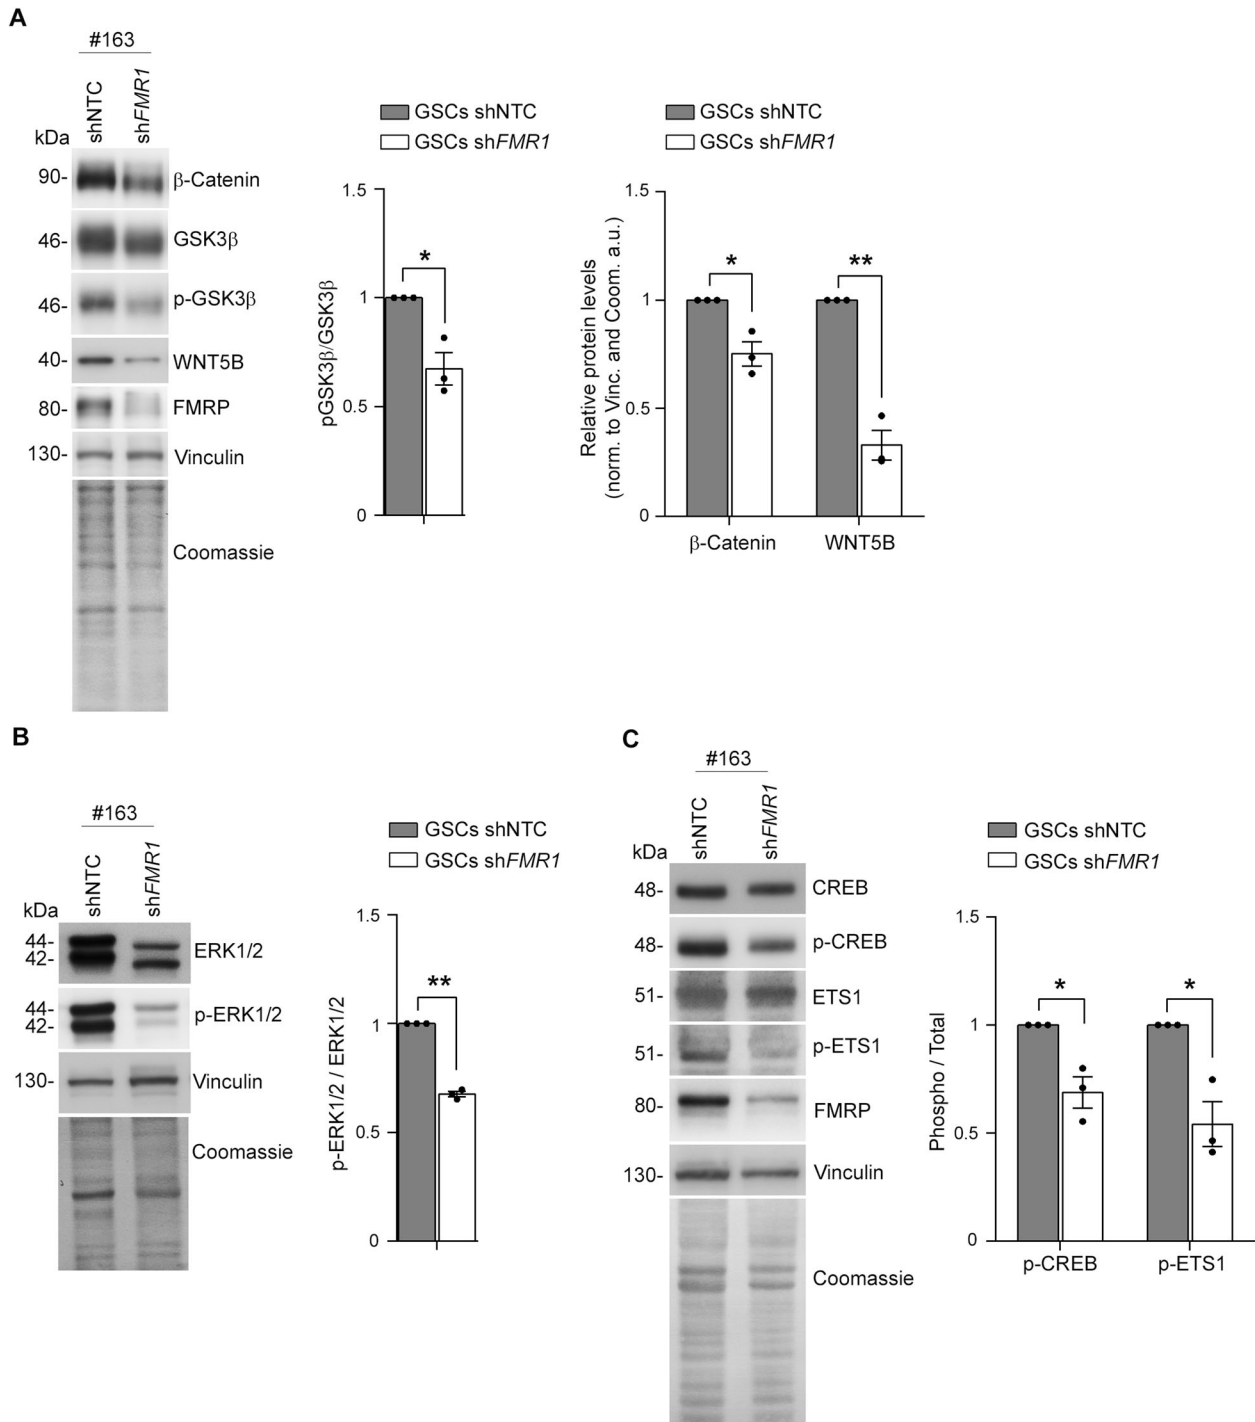 A
#163
shNTC
shFMR1
kDa
90-
β-Catenin
46-
GSK3β
46-
p-GSK3β
40-
WNT5B
80-
FMRP
130-
Vinculin
Coomassie
GSCs shNTC
GSCs shFMR1
pGSK3β/GSK3β
1.5
1
0.5
0
*
GSCs shNTC
GSCs shFMR1
Relative protein levels
(norm. to Vinc. and Coom. a.u.)
1.5
1
0.5
0
*
**
β-Catenin
WNT5B
B
#163
shNTC
shFMR1
kDa
44-
42-
ERK1/2
44-
42-
p-ERK1/2
130-
Vinculin
Coomassie
GSCs shNTC
GSCs shFMR1
p-ERK1/2 / ERK1/2
1.5
1
0.5
0
**
C
#163
shNTC
shFMR1
kDa
48-
CREB
48-
p-CREB
51-
ETS1
51-
p-ETS1
80-
FMRP
130-
Vinculin
Coomassie
GSCs shNTC
GSCs shFMR1
Phospho / Total
1.5
1
0.5
0
*
*
p-CREB
p-ETS1